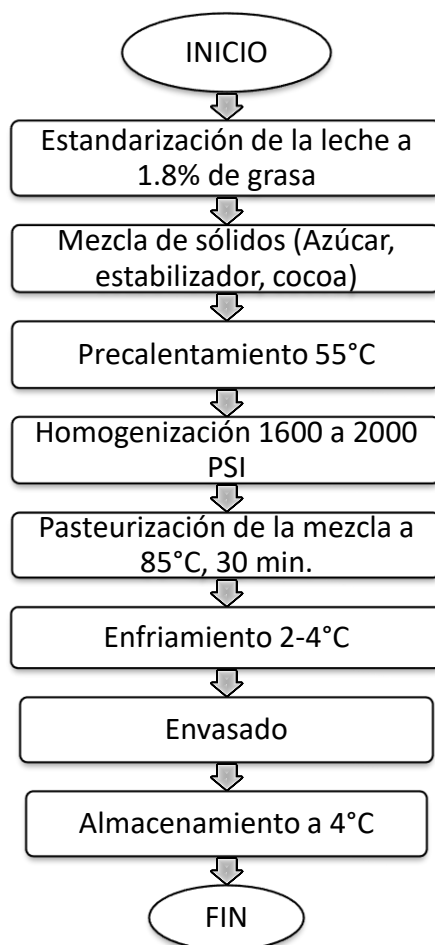 INICIO
Estandarización de la leche a
1.8% de grasa
Mezcla de sólidos (Azúcar,
estabilizador, cocoa)
Precalentamiento 55°C
Homogenización 1600 a 2000
PSI
Pasteurización de la mezcla a
85°C, 30 min.
Enfriamiento 2-4°C
Envasado
Almacenamiento a 4°C
FIN